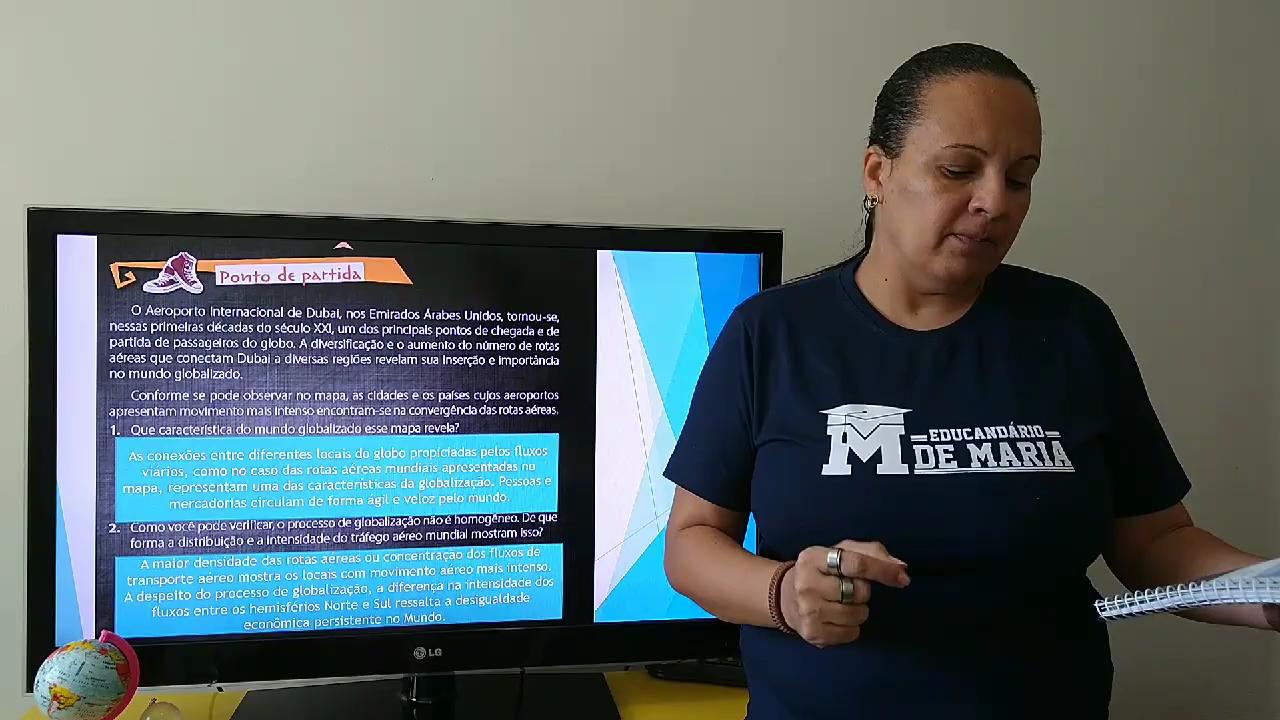 Ponto de partida
O Aeroporto Internacional de Dubai, nos Emirados Árabes Unidos, tornou-se,
nessas primeiras décadas do século XXI, um dos principais pontos de chegada e de
partida de passageiros do globo. A diversificação e o aumento do número de rotas
aéreas que conectam Dubai a diversas regiões revelam sua inserção e importância
no mundo globalizado.
Conforme se pode observar no mapa, as cidades e os países cujos aeroportos
apresentam movimento mais intenso encontram-se na convergência das rotas aéreas.
1. Que característica do mundo globalizado esse mapa revela?
As conexões entre diferentes locais do globo propiciadas pelos fluxos
viários, como no caso das rotas aéreas mundiais apresentadas no
mapa, representam uma das características da globalização. Pessoas e
mercadorias circulam de forma ágil e veloz pelo mundo.
2. Como você pode verificar, o processo de globalização não é homogêneo. De que
forma a distribuição e a intensidade do tráfego aéreo mundial mostram isso?
A maior densidade das rotas aéreas ou concentração dos fluxos de
transporte aéreo mostra os locais com movimento aéreo mais intenso.
A despeito do processo de globalização, a diferença na intensidade dos
fluxos entre os hemisférios Norte e Sul ressalta a desigualdade
econômica persistente no Mundo.
LG
M EDUCANDÁRIO
DE MARIA